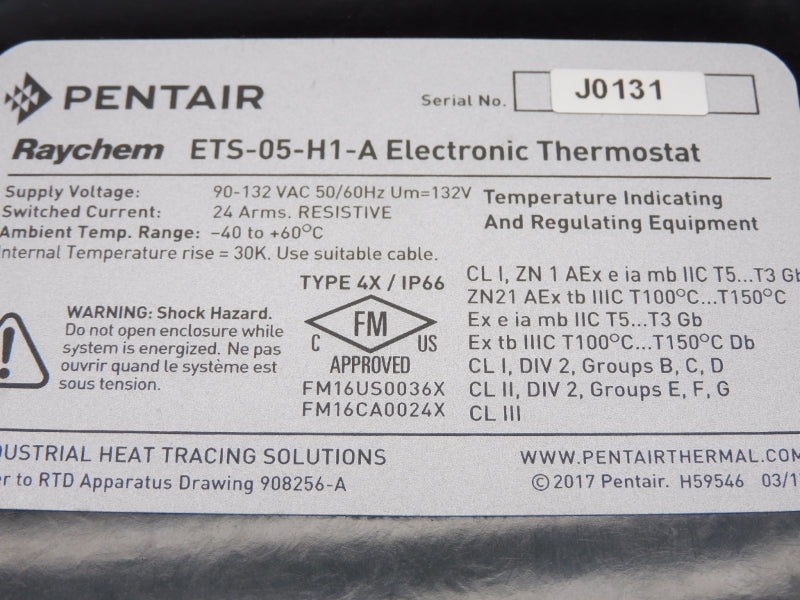 PENTAIR
Serial No. J0131
Raychem ETS-05-H1-A Electronic Thermostat
Supply Voltage: 90-132 VAC 50/60Hz Um=132V
Switched Current: 24 Arms. RESISTIVE
Ambient Temp. Range: -40 to +60°C
Internal Temperature rise = 30K. Use suitable cable.
Temperature Indicating
And Regulating Equipment
TYPE 4X / IP66
FM
C US
APPROVED
FM16US0036X
FM16CA0024X
WARNING: Shock Hazard.
Do not open enclosure while
system is energized. Ne pas
ouvrir quand le système est
sous tension.
CL I, ZN 1 AEx e ia mb IIC T5...T3 Gb
ZN21 AEx tb IIIC T100°C...T150°C
Ex e ia mb IIC T5...T3 Gb
Ex tb IIIC T100°C...T150°C Db
CL I, DIV 2, Groups B, C, D
CL II, DIV 2, Groups E, F, G
CL III
DUSTRIAL HEAT TRACING SOLUTIONS
er to RTD Apparatus Drawing 908256-A
WWW.PENTAIRTHERMAL.COM
©2017 Pentair. H59546 03/1